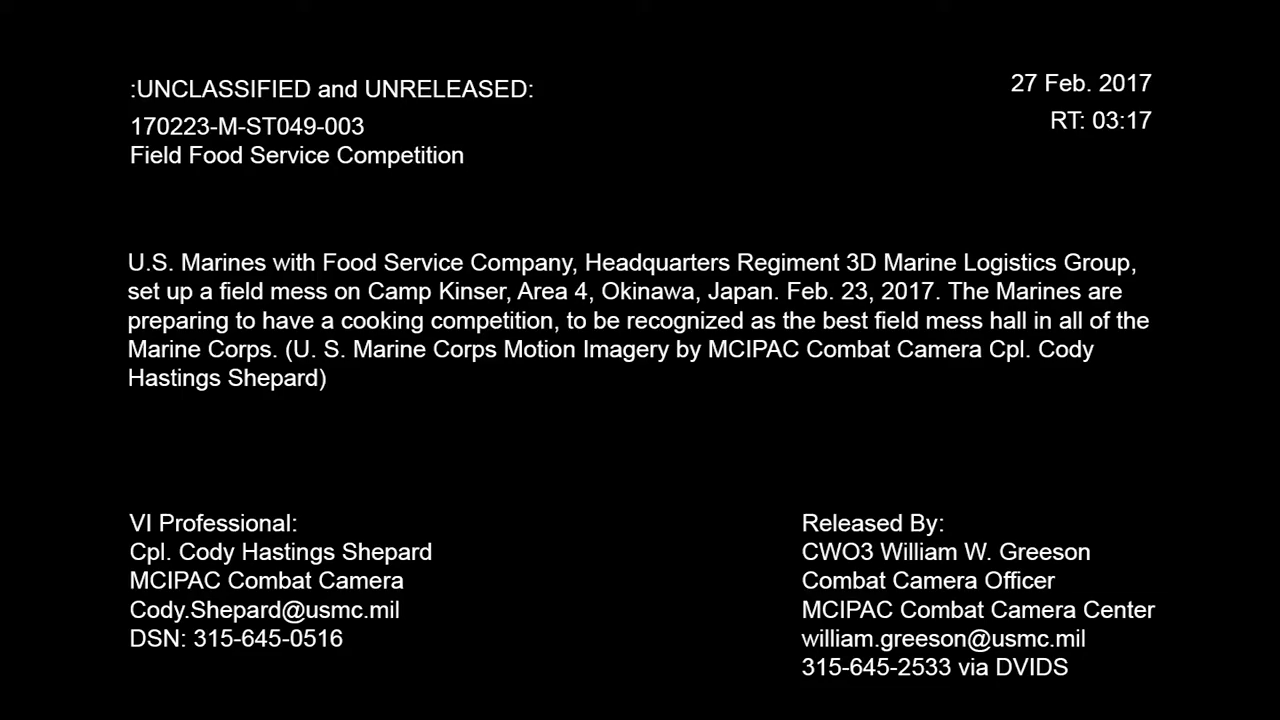 :UNCLASSIFIED and UNRELEASED:
170223-M-ST049-003
Field Food Service Competition
27 Feb. 2017
RT: 03:17
U.S. Marines with Food Service Company, Headquarters Regiment 3D Marine Logistics Group,
set up a field mess on Camp Kinser, Area 4, Okinawa, Japan. Feb. 23, 2017. The Marines are
preparing to have a cooking competition, to be recognized as the best field mess hall in all of the
Marine Corps. (U. S. Marine Corps Motion Imagery by MCIPAC Combat Camera Cpl. Cody
Hastings Shepard)
VI Professional:
Cpl. Cody Hastings Shepard
MCIPAC Combat Camera
Cody.Shepard@usmc.mil
DSN: 315-645-0516
Released By:
CWO3 William W. Greeson
Combat Camera Officer
MCIPAC Combat Camera Center
william.greeson@usmc.mil
315-645-2533 via DVIDS